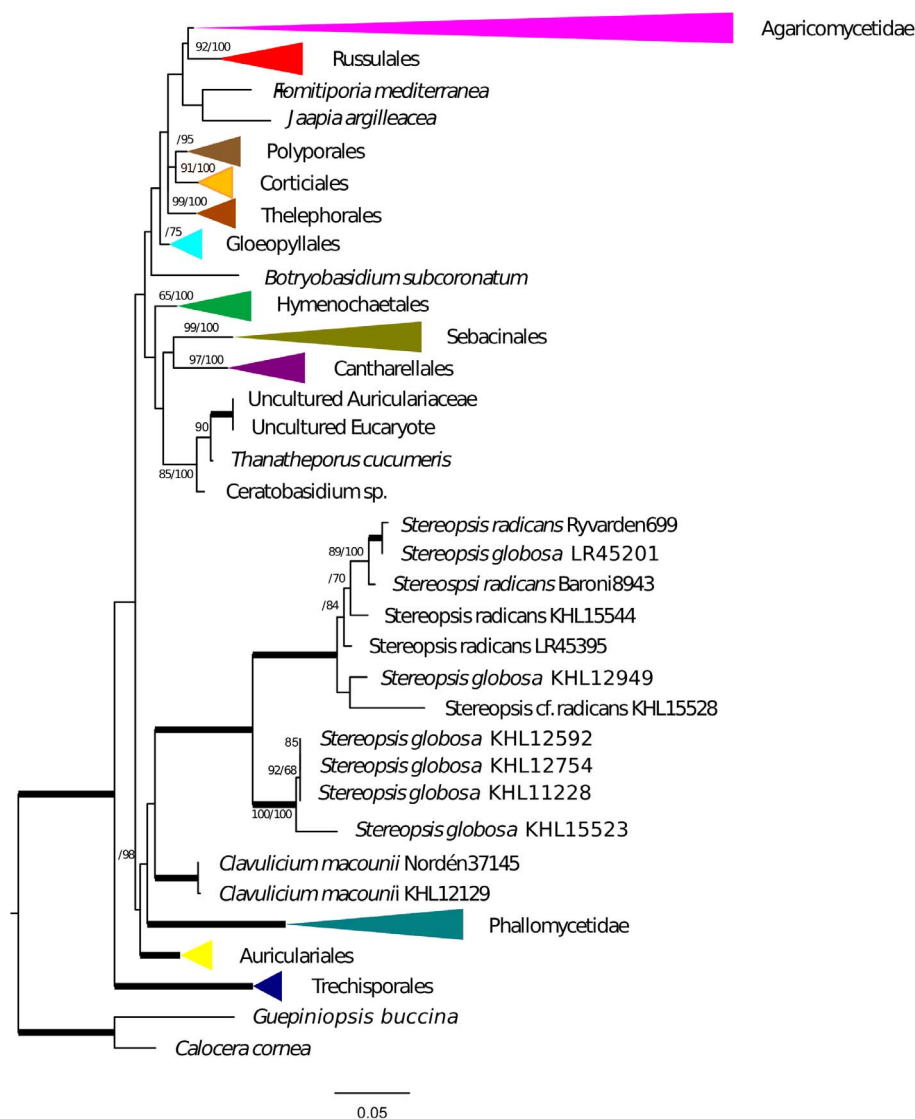 Agaricomycetidae
92/100
Russulales
Fomitiporia mediterranea
Jaapia argilleacea
/95
Polyporales
91/100
Corticiales
99/100
Thelephorales
/75
Gloeopyllales
Botryobasidium subcoronatum
65/100
Hymenochaetales
99/100
Sebacinales
97/100
Cantharellales
Uncultured Auriculariaceae
90
Uncultured Eucaryote
Thanatheporus cucumeris
85/100
Ceratobasidium sp.
Stereopsis radicans Ryvarden699
89/100
Stereopsis globosa LR45201
/70
Stereospsi radicans Baroni8943
/84
Stereopsis radicans KHL15544
Stereopsis radicans LR45395
Stereopsis globosa KHL12949
Stereopsis cf. radicans KHL15528
85
Stereopsis globosa KHL12592
92/68
Stereopsis globosa KHL12754
Stereopsis globosa KHL11228
100/100
Stereopsis globosa KHL15523
/98
Clavulicium macounii Nordén37145
Clavulicium macounii KHL12129
Phallomycetidae
Auriculariales
Trechisporales
Guepiniopsis buccina
Calocera cornea
0.05